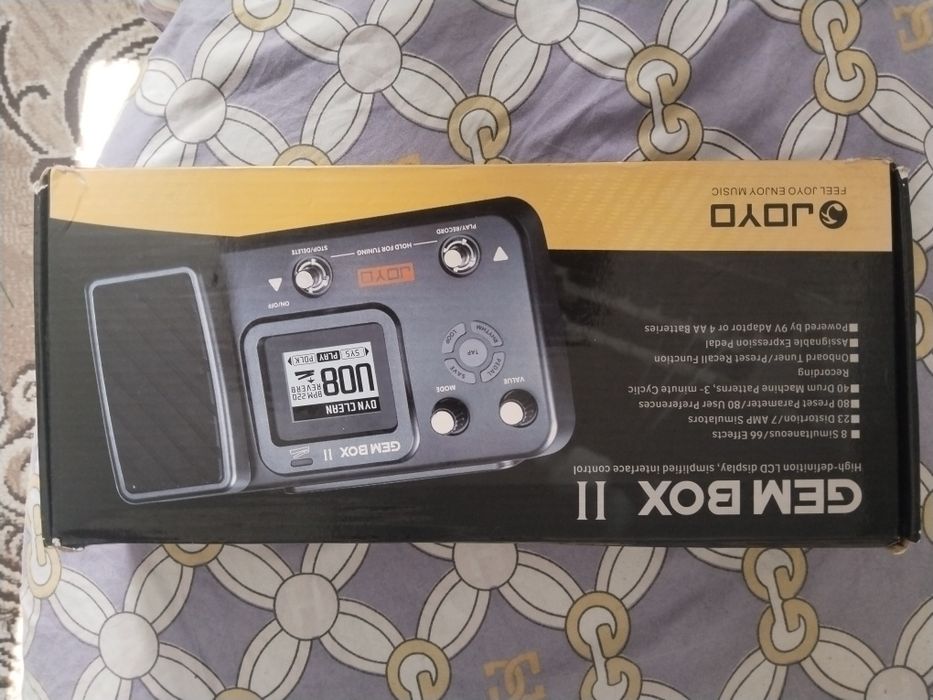 GEM BOX II
High-definition LCD display, simplified interface control
8 Simultaneous/66 Effects
23 Distortion/7 AMP Simulators
80 Preset Parameter/80 User Preferences
40 Drum Machine Patterns, 3-minute Cyclic
Recording
Onboard Tuner/Preset Recall Function
Assignable Expression Pedal
Powered by 9V Adaptor or 4 AA Batteries
JOYO
FEEL JOYO ENJOY MUSIC
GEM BOX II
DYN CLEAN
U08
BPM 220
REVERB
SYS PLAY POLK
VALUE
MODE
SAVE
PEDAL
TAP
LOOP
RHYTHM
ON/OFF
JOYO
STOP/DELETE
HOLD FOR TUNING
PLAY/RECORD